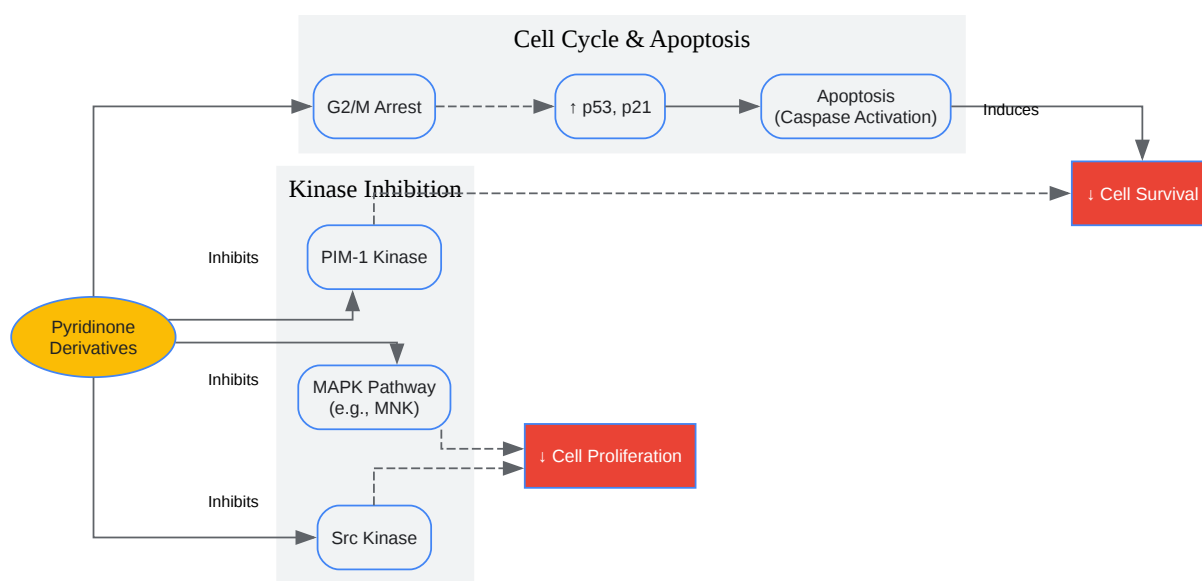 Cell Cycle & Apoptosis
G2/M Arrest
↑ p53, p21
Apoptosis
(Caspase Activation)
Induces
Kinase Inhibition
↓ Cell Survival
Inhibits
PIM-1 Kinase
Pyridinone
Derivatives
Inhibits
MAPK Pathway
(e.g., MNK)
↓ Cell Proliferation
Inhibits
Src Kinase